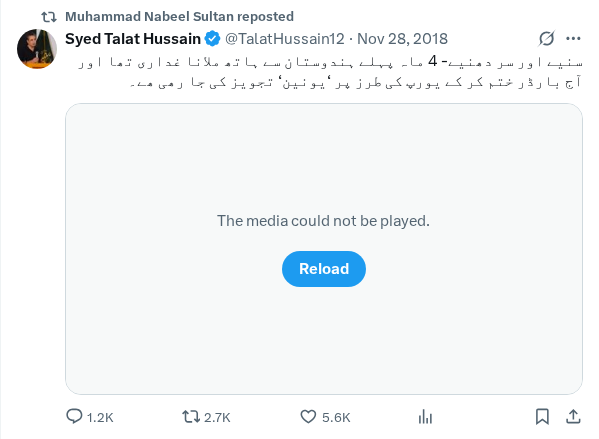 Muhammad Nabeel Sultan reposted
Syed Talat Hussain @TalatHussain12 · Nov 28, 2018
سنیے اور سر دھنیے- 4 ماہ پہلے ہندوستان سے ہاتھ ملانا غداری تھا اور
آج بارڈر ختم کر کے یورپ کی طرز پر ‘یونین‘ تجویز کی جا رھی ھے۔
The media could not be played.
Reload
1.2K 2.7K 5.6K